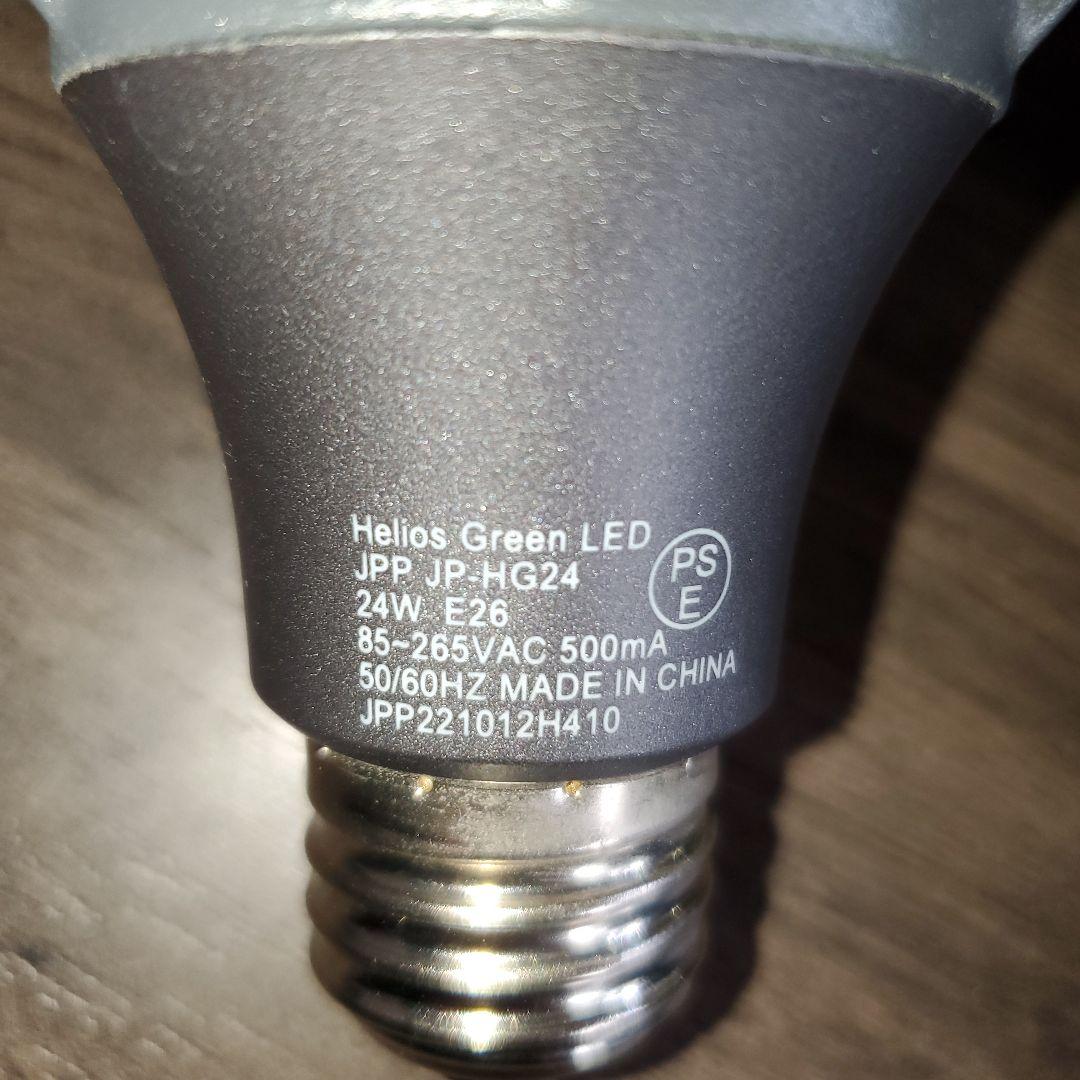 Helios Green LED
JPP JP-HG24
24W E26
85~265VAC 500mA
50/60HZ MADE IN CHINA
JPP221012H410
PS
E